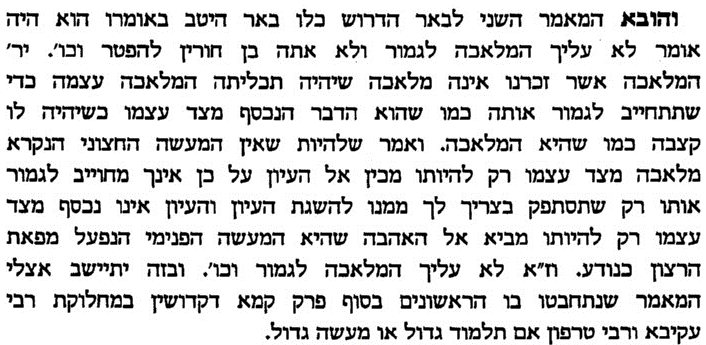 והובא המאמר השני לבאר הדרוש כלו באר היטב באומרו הוא היה
אומר לא עליך המלאכה לגמור ולא אתה בן חורין להפטר וכו'. יר'
המלאכה אשר זכרנו אינה מלאכה שיהיה תכליתה המלאכה עצמה כדי
שתתחייב לגמור אותה כמו שהוא הדבר הנכסף מצד עצמו כשיהיה לו
קצבה כמו שהיא המלאכה. ואמר שלהיות שאין המעשה החצוני הנקרא
מלאכה מצד עצמו רק להיותו מכין אל העיון על כן אינך מחוייב לגמור
אותו רק שתסתפק בצריך לך ממנו להשגת העיון והעיון אינו נכסף מצד
עצמו רק להיותו מביא אל האהבה שהיא המעשה הפנימי הנפעל מפאת
הרצון כנודע. וז"א לא עליך המלאכה לגמור וכו'. ובזה יתיישב אצלי
המאמר שנתחבטו בו הראשונים בסוף פרק קמא דקדושין במחלוקת רבי
עקיבא ורבי טרפון אם תלמוד גדול או מעשה גדול.